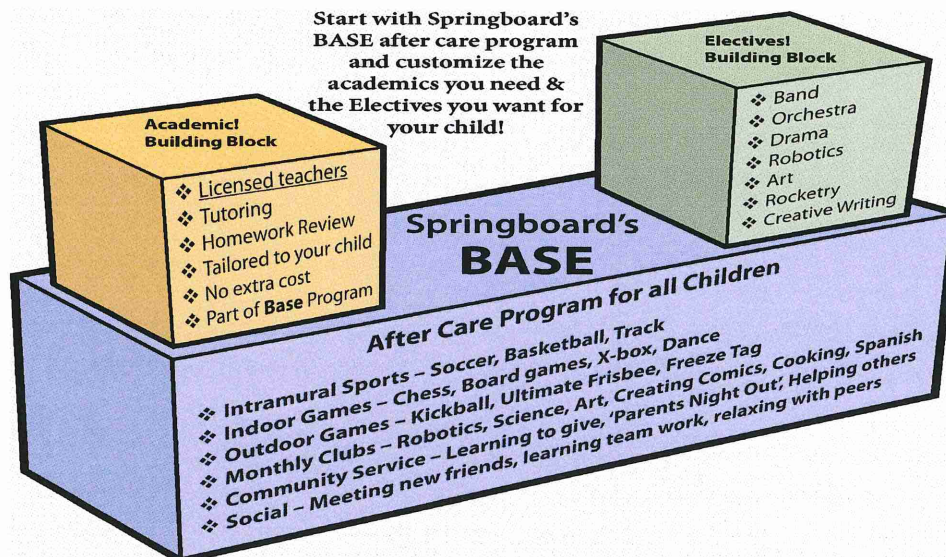 Start with Springboard's
BASE after care program
and customize the
academics you need &
the Electives you want for
your child!
Academic!
Building Block
❖ Licensed teachers
❖ Tutoring
❖ Homework Review
❖ Tailored to your child
❖ No extra cost
❖ Part of Base Program
Electives!
Building Block
❖ Band
❖ Orchestra
❖ Drama
❖ Robotics
❖ Art
❖ Rocketry
❖ Creative Writing
Springboard's
BASE
After Care Program for all Children
❖ Intramural Sports – Soccer, Basketball, Track
❖ Indoor Games – Chess, Board games, X-box, Dance
❖ Outdoor Games – Kickball, Ultimate Frisbee, Freeze Tag
❖ Monthly Clubs – Robotics, Science, Art, Creating Comics, Cooking, Spanish
❖ Community Service – Learning to give, 'Parents Night Out', Helping others
❖ Social – Meeting new friends, learning team work, relaxing with peers